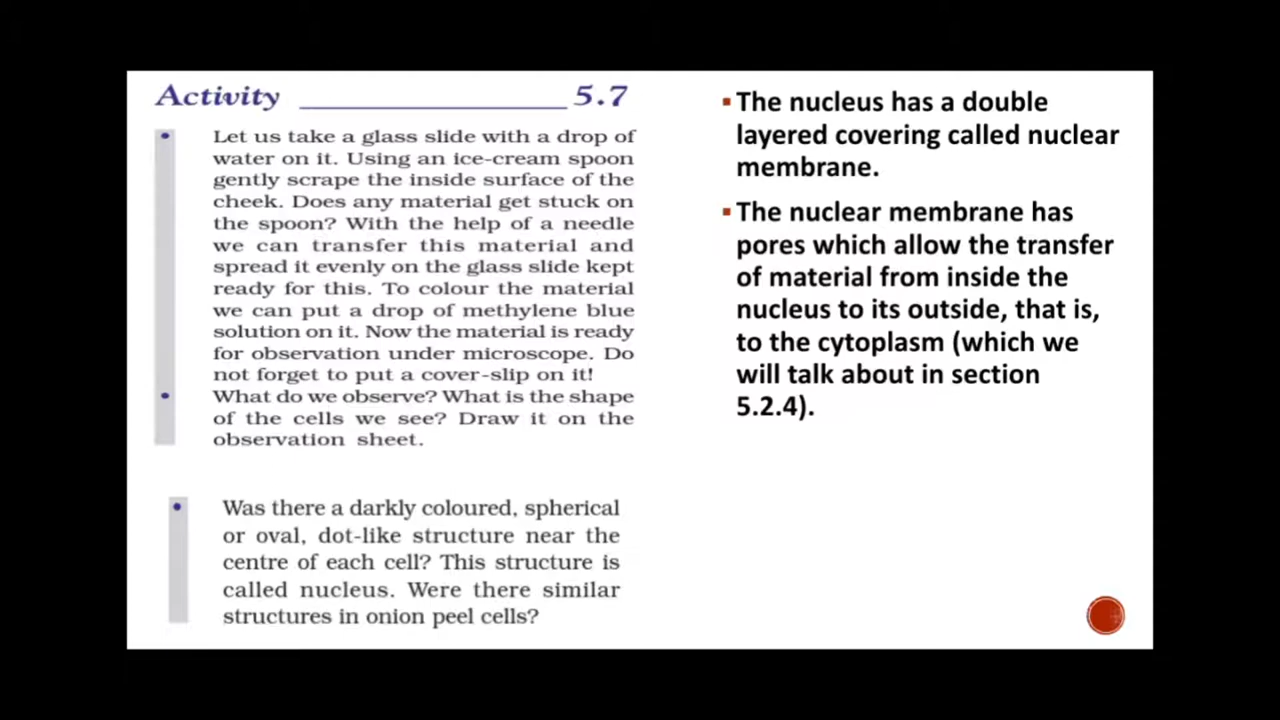 Activity ____________________ 5.7
• Let us take a glass slide with a drop of
water on it. Using an ice-cream spoon
gently scrape the inside surface of the
cheek. Does any material get stuck on
the spoon? With the help of a needle
we can transfer this material and
spread it evenly on the glass slide kept
ready for this. To colour the material
we can put a drop of methylene blue
solution on it. Now the material is ready
for observation under microscope. Do
not forget to put a cover-slip on it!
• What do we observe? What is the shape
of the cells we see? Draw it on the
observation sheet.
• Was there a darkly coloured, spherical
or oval, dot-like structure near the
centre of each cell? This structure is
called nucleus. Were there similar
structures in onion peel cells?
▪ The nucleus has a double
layered covering called nuclear
membrane.
▪ The nuclear membrane has
pores which allow the transfer
of material from inside the
nucleus to its outside, that is,
to the cytoplasm (which we
will talk about in section
5.2.4).